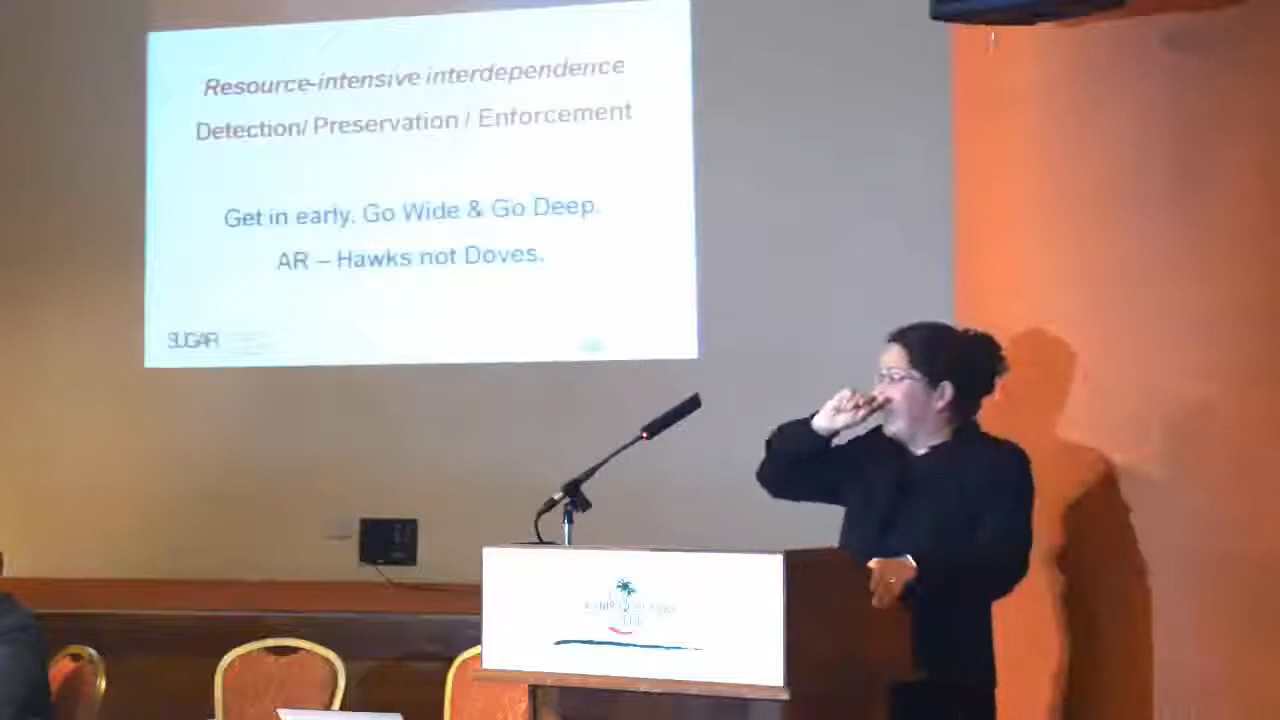 Resource-intensive interdependence
Detection/ Preservation / Enforcement
Get in early. Go Wide & Go Deep.
AR – Hawks not Doves.
SUGAR